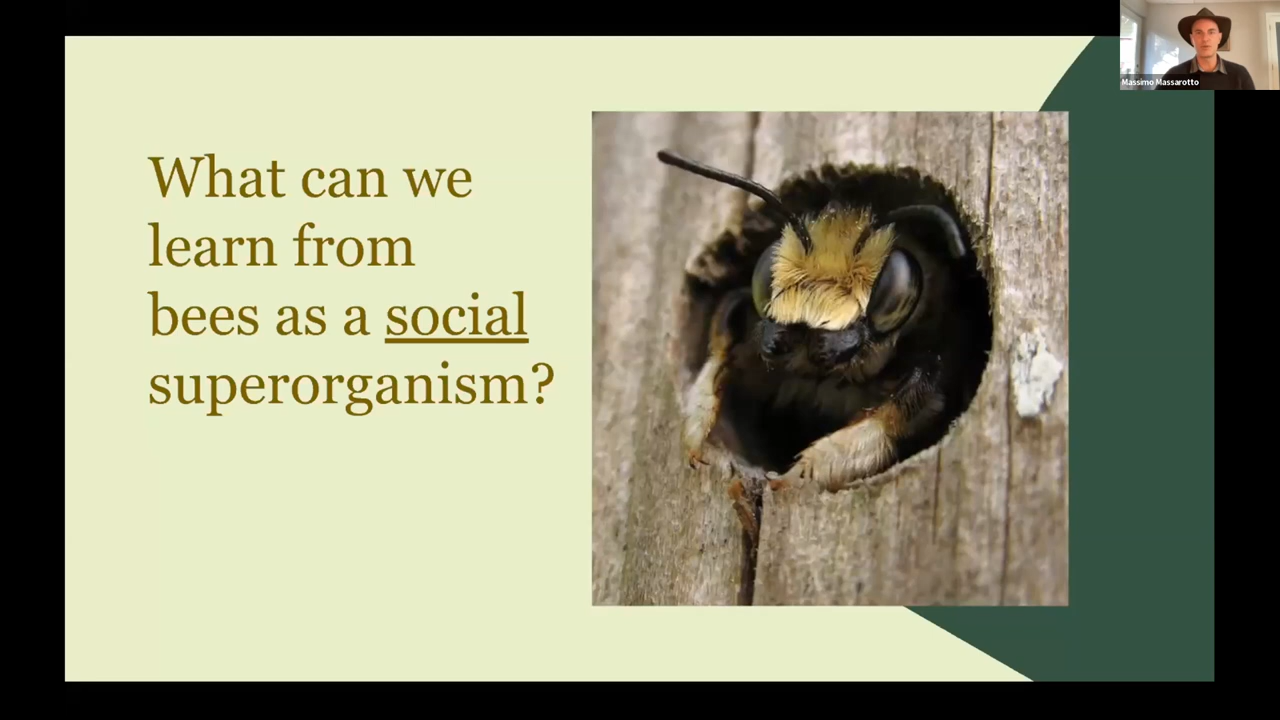 What can we
learn from
bees as a social
superorganism?
Massimo Massarotto